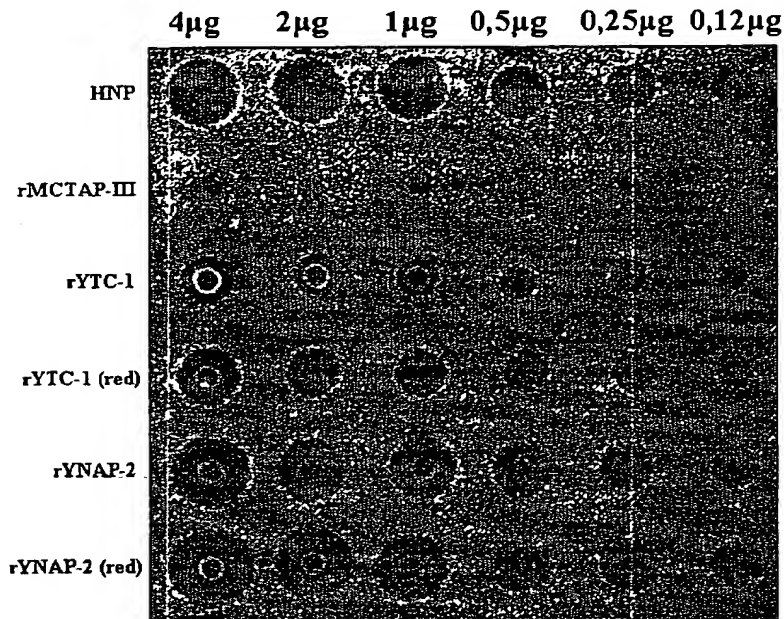 4µg 2µg 1µg 0,5µg 0,25µg 0,12µg
HNP
rMCTAP-III
rYTC-1
rYTC-1 (red)
rYNAP-2
rYNAP-2 (red)